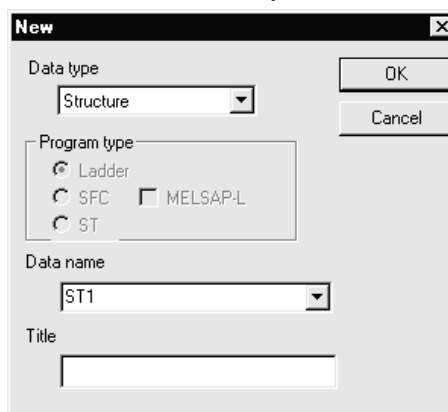 New
Data type
OK
Structure
Cancel
Program type
Ladder
SFC MELSAP-L
ST
Data name
ST1
Title